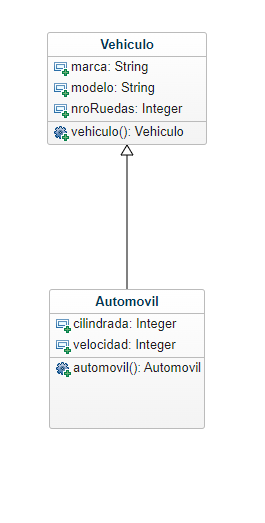 Vehiculo
marca: String
modelo: String
nroRuedas: Integer
vehiculo(): Vehiculo
Automovil
cilindrada: Integer
velocidad: Integer
automovil(): Automovil